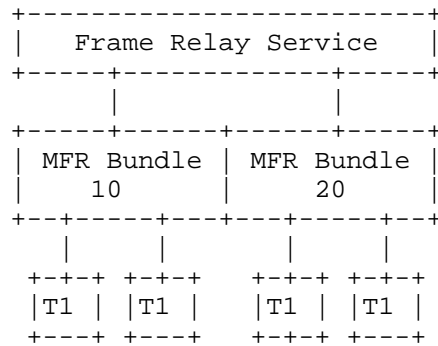 Frame Relay Service
MFR Bundle MFR Bundle
10 20
T1 T1 T1 T1